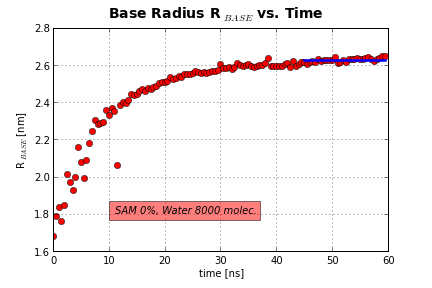 Base Radius R BASE vs. Time
2.8
2.6
2.4
2.2
2.0
1.8
1.6
R BASE [nm]
SAM 0%, Water 8000 molec.
0 10 20 30 40 50 60
time [ns]